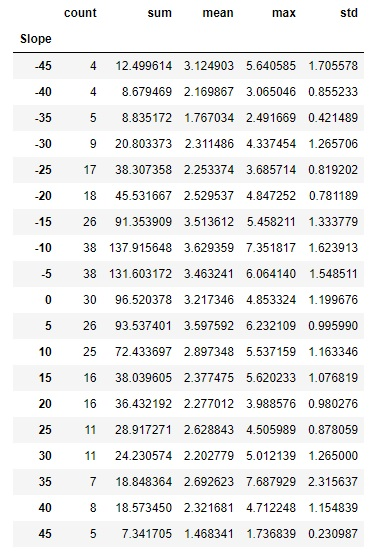 count sum mean max std
Slope
-45 4 12.499614 3.124903 5.640585 1.705578
-40 4 8.679469 2.169867 3.065046 0.855233
-35 5 8.835172 1.767034 2.491669 0.421489
-30 9 20.803373 2.311486 4.337454 1.265706
-25 17 38.307358 2.253374 3.685714 0.819202
-20 18 45.531667 2.529537 4.847252 0.781189
-15 26 91.353909 3.513612 5.458211 1.333779
-10 38 137.915648 3.629359 7.351817 1.623913
-5 38 131.603172 3.463241 6.064140 1.548511
0 30 96.520378 3.217346 4.853324 1.199676
5 26 93.537401 3.597592 6.232109 0.995990
10 25 72.433697 2.897348 5.537159 1.163346
15 16 38.039605 2.377475 5.620233 1.076819
20 16 36.432192 2.277012 3.988576 0.980276
25 11 28.917271 2.628843 4.505989 0.878059
30 11 24.230574 2.202779 5.012139 1.265000
35 7 18.848364 2.692623 7.687929 2.315637
40 8 18.573450 2.321681 4.712248 1.154839
45 5 7.341705 1.468341 1.736839 0.230987